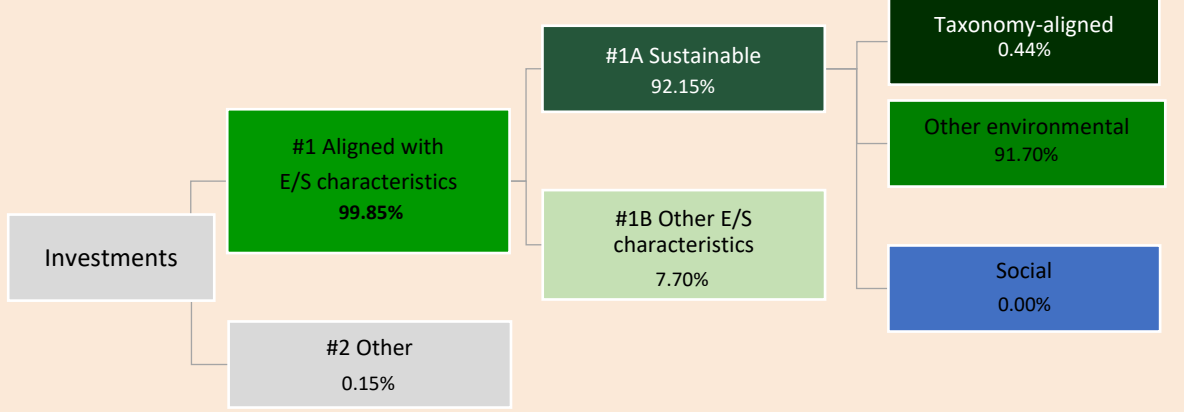 Investments
#1 Aligned with
E/S characteristics
99.85%
#2 Other
0.15%
#1A Sustainable
92.15%
#1B Other E/S
characteristics
7.70%
Taxonomy-aligned
0.44%
Other environmental
91.70%
Social
0.00%